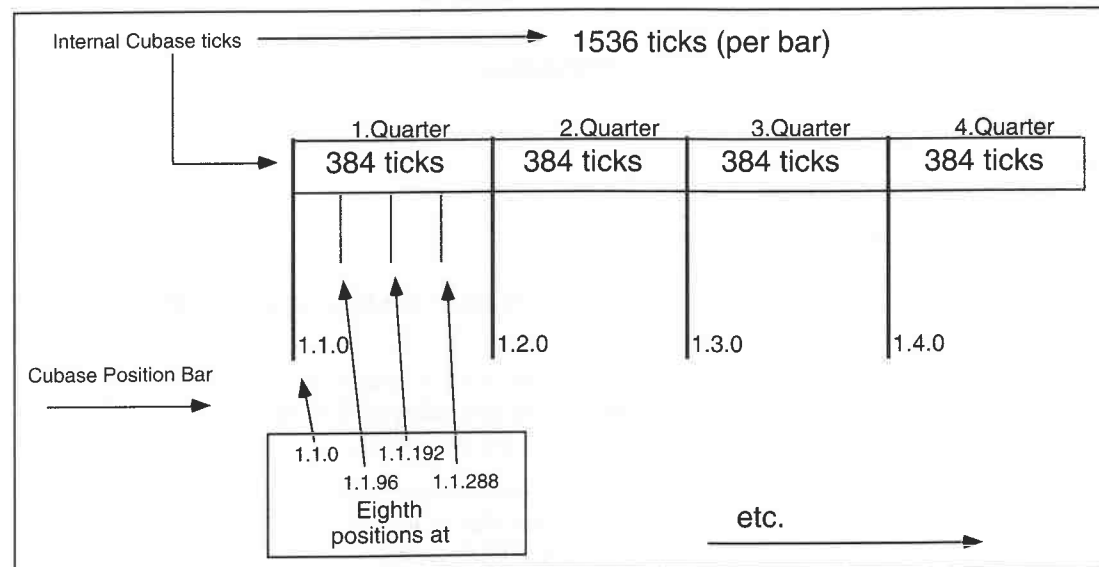 Internal Cubase ticks
1536 ticks (per bar)
1.Quarter 2.Quarter 3.Quarter 4.Quarter
384 ticks 384 ticks 384 ticks 384 ticks
1.1.0 1.2.0 1.3.0 1.4.0
Cubase Position Bar
1.1.0 1.1.192
1.1.96 1.1.288
Eighth
positions at
etc.